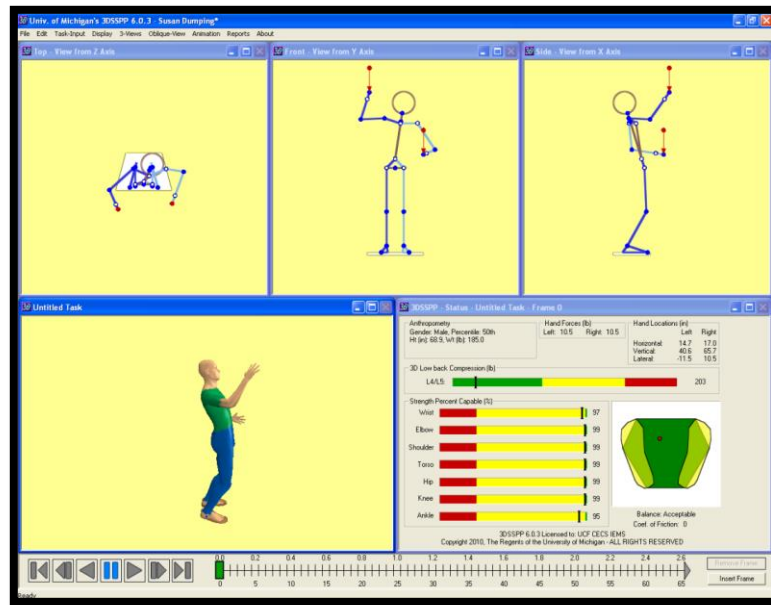 Univ. of Michigan's 3DSSPP 6.0.3 - Susan Dumping*
File Edit Task-Input Display 3-Views Oblique-View Animation Reports About
Top - View from Z Axis
Front - View from Y Axis
Side - View from X Axis
Untitled Task
3DSSPP - Status - Untitled Task - Frame 0
Anthropometry
Gender: Male, Percentile: 50th
Ht (in): 68.9, Wt (lb): 185.0
Hand Forces (lb)
Left: 10.5 Right: 10.5
Hand Locations (in)
Left Right
Horizontal: 14.7 17.0
Vertical: 40.6 65.7
Lateral: -11.5 10.5
3D Low back Compression (lb)
L4/L5: 203
Strength Percent Capable (%)
Wrist 97
Elbow 99
Shoulder 99
Torso 99
Hip 99
Knee 99
Ankle 95
Balance: Acceptable
Coef. of Friction: 0
3DSSPP 6.0.3 Licensed to: UCF CECS IEMS
Copyright 2010, The Regents of the University of Michigan - ALL RIGHTS RESERVED
0.0 0.2 0.4 0.6 0.8 1.0 1.2 1.4 1.6 1.8 2.0 2.2 2.4 2.6
0 5 10 15 20 25 30 35 40 45 50 55 60 65
Remove Frame
Insert Frame
Ready